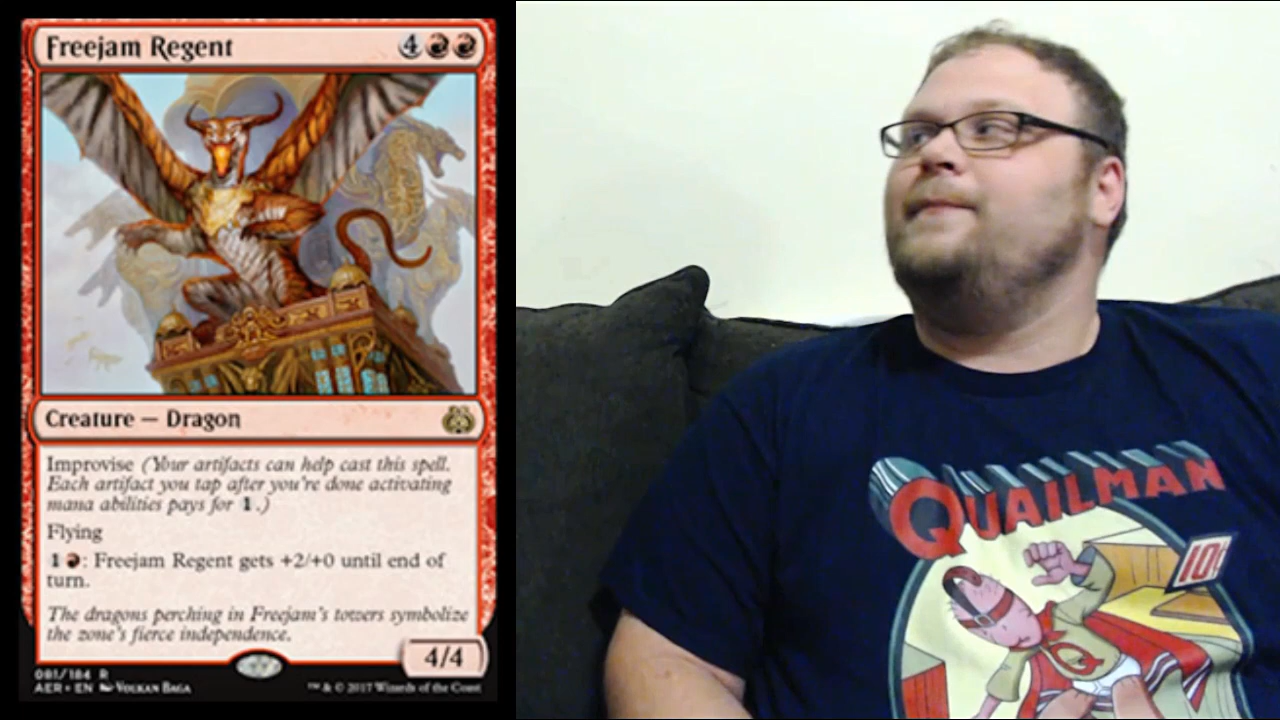 Freejam Regent 4
Creature — Dragon
Improvise (Your artifacts can help cast this spell.
Each artifact you tap after you're done activating
mana abilities pays for 1.)
Flying
1 : Freejam Regent gets +2/+0 until end of
turn.
The dragons perching in Freejam's towers symbolize
the zone's fierce independence.
4/4
081/184 R
AER • EN Volkan Baga
™ & © 2017 Wizards of the Coast
QUAILMAN
10¢
Q